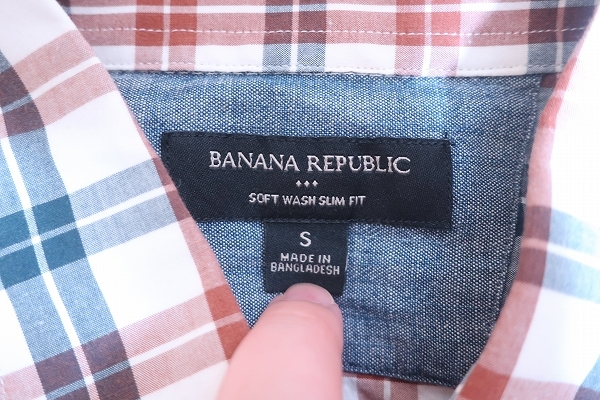 BANANA REPUBLIC
SOFT WASH SLIM FIT
S
MADE IN
BANGLADESH